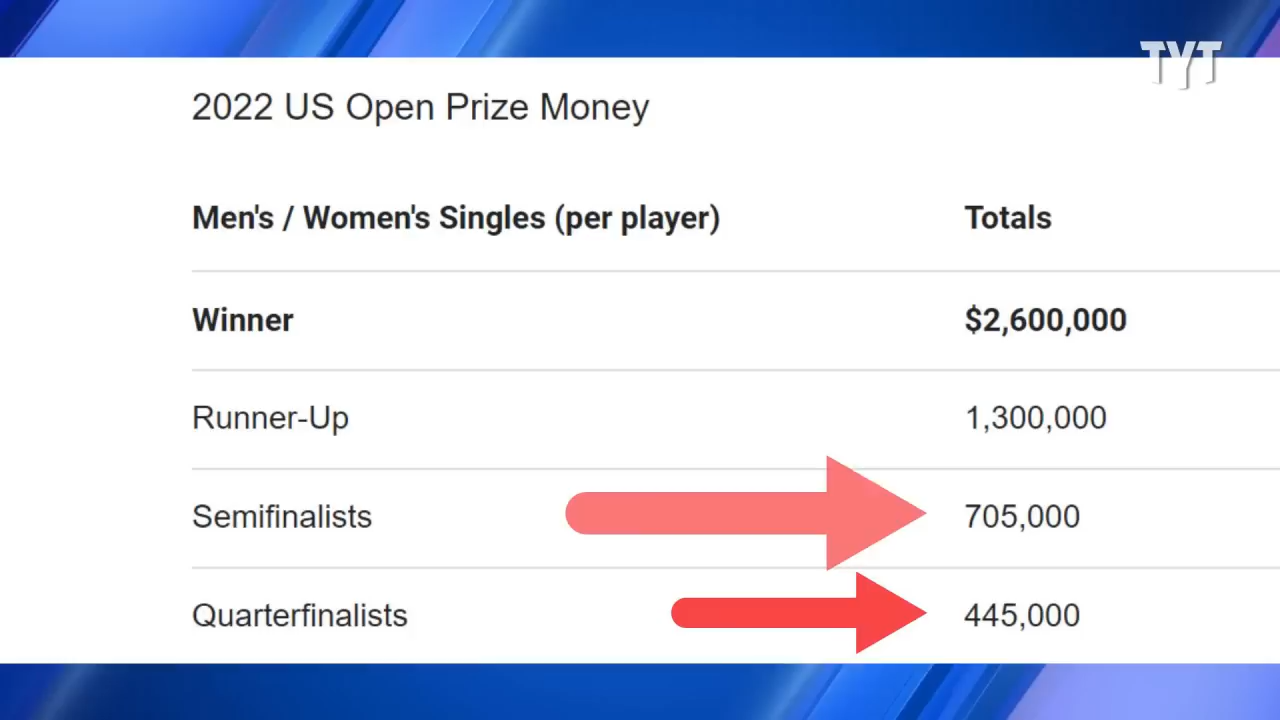 TYT
2022 US Open Prize Money
Men's / Women's Singles (per player) Totals
Winner $2,600,000
Runner-Up 1,300,000
Semifinalists 705,000
Quarterfinalists 445,000